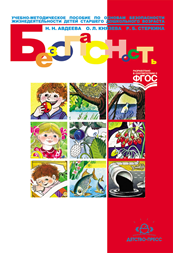 УЧЕБНО-МЕТОДИЧЕСКОЕ ПОСОБИЕ ПО ОСНОВАМ БЕЗОПАСНОСТИ
ЖИЗНЕДЕЯТЕЛЬНОСТИ ДЕТЕЙ СТАРШЕГО ДОШКОЛЬНОГО ВОЗРАСТА
Н. Н. АВДЕЕВА О. Л. КНЯЗЕВА Р. Б. СТЕРКИНА
БеЗОПаСНОСТЬ
ФГОС
ДЕТСТВО-ПРЕСС